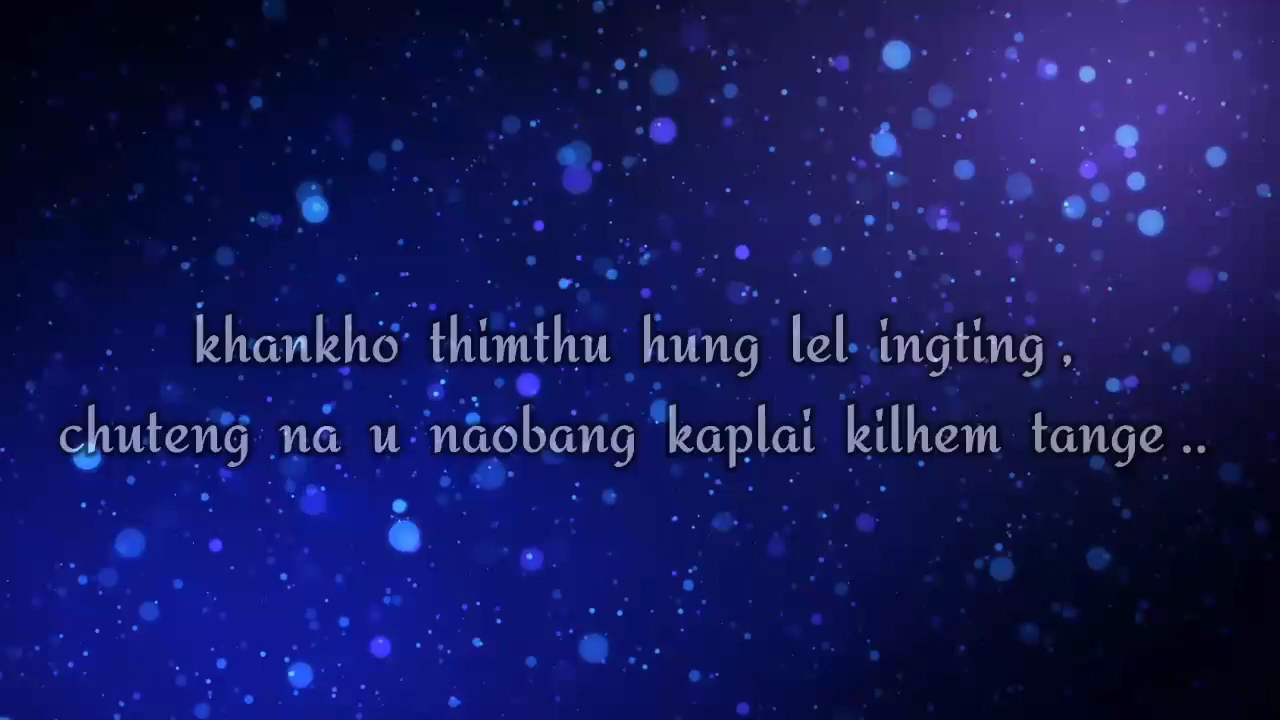 khankho thimthu hung lel ingting ,
chuteng na u naobang kaplai kilhem tange ..